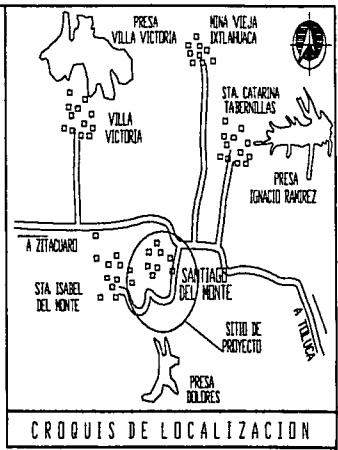 PRESA
VILLA VICTORIA
MINA VIEJA
IXTLAHUACA
STA. CATARINA
TABERNILLAS
VILLA
VICTORIA
PRESA
IGNACIO RAMIREZ
A ZITACUARO
STA. ISABEL
DEL MONTE
SANTIAGO
DEL MONTE
SITIO DE
PROYECTO
A TOLUCA
PRESA
DOLORES
CROQUIS DE LOCALIZACION